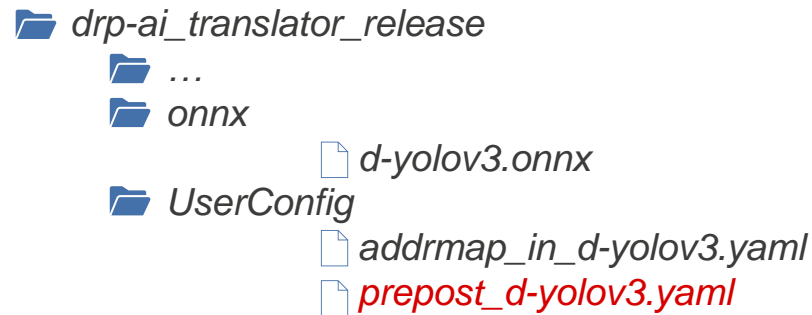 drp-ai_translator_release
…
onnx
d-yolov3.onnx
UserConfig
addrmap_in_d-yolov3.yaml
prepost_d-yolov3.yaml